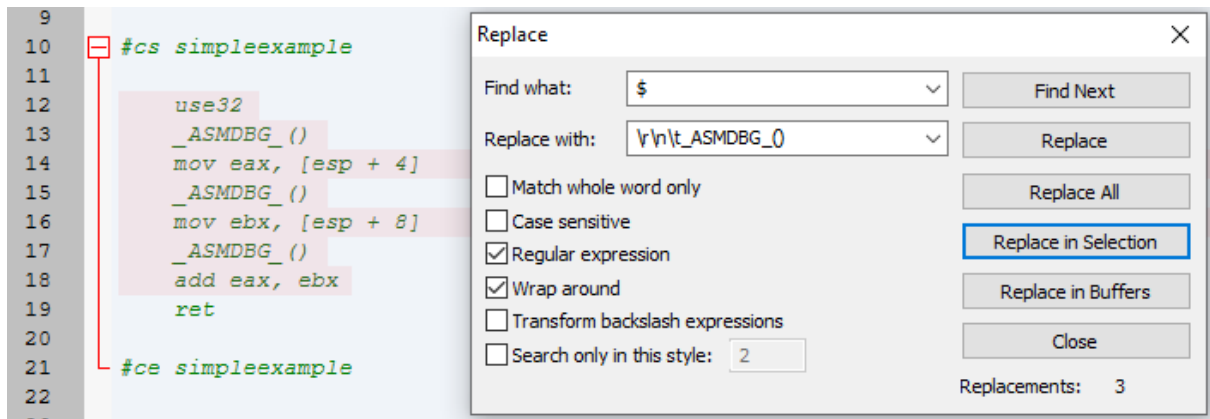 9
10 #cs simpleexample
11
12 use32
13 _ASMDBG_()
14 mov eax, [esp + 4]
15 _ASMDBG_()
16 mov ebx, [esp + 8]
17 _ASMDBG_()
18 add eax, ebx
19 ret
20
21 #ce simpleexample
22
Replace
Find what: $ Find Next
Replace with: \r\n\t_ASMDBG_() Replace
Match whole word only Replace All
Case sensitive
Regular expression Replace in Selection
Wrap around Replace in Buffers
Transform backslash expressions
Search only in this style: 2 Close
Replacements: 3